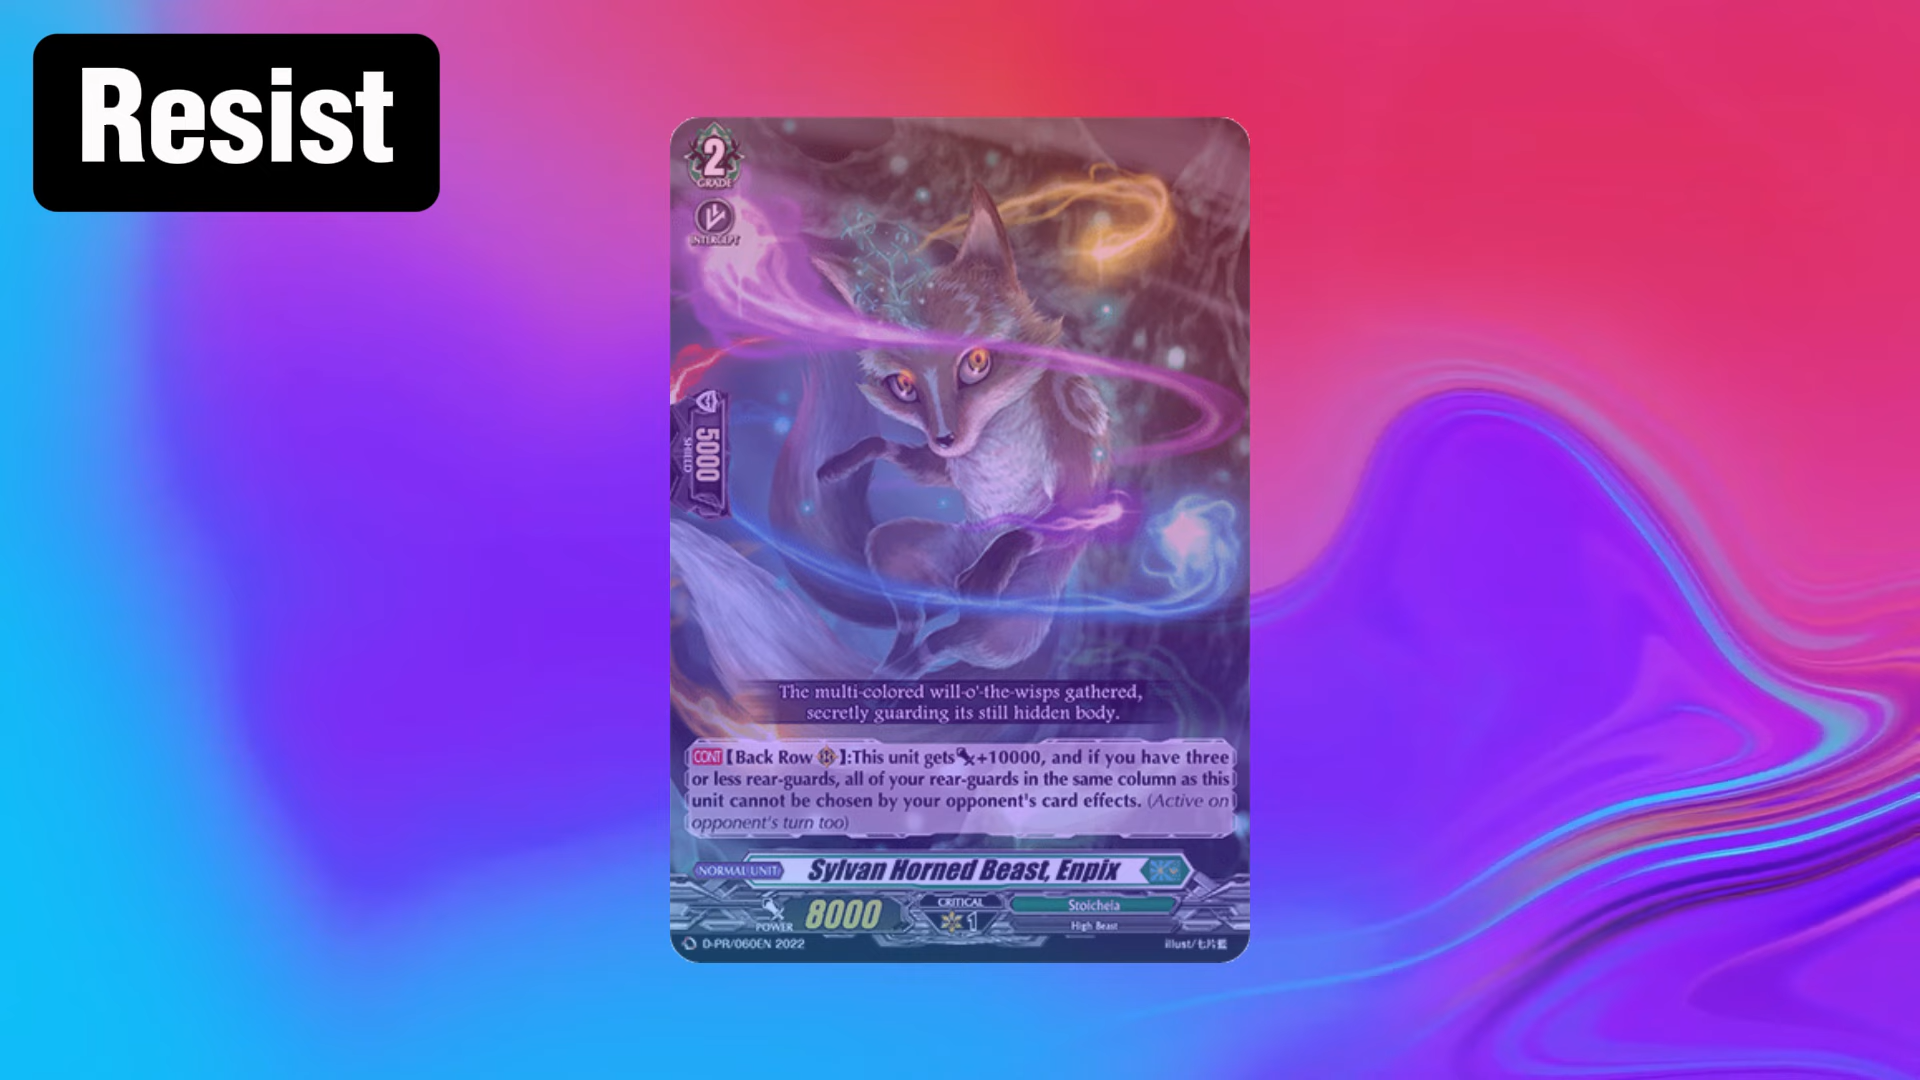 Resist
2
GRADE
INTERCEPT
5000
SHIELD
The multi-colored will-o'-the-wisps gathered,
secretly guarding its still hidden body.
CONT【Back Row R】:This unit gets +10000, and if you have three
or less rear-guards, all of your rear-guards in the same column as this
unit cannot be chosen by your opponent's card effects. (Active on
opponent's turn too)
NORMAL UNIT Sylvan Horned Beast, Enpix
POWER 8000 CRITICAL 1 Stoicheia
High Beast
D-PR/060EN 2022 illust/七片藍